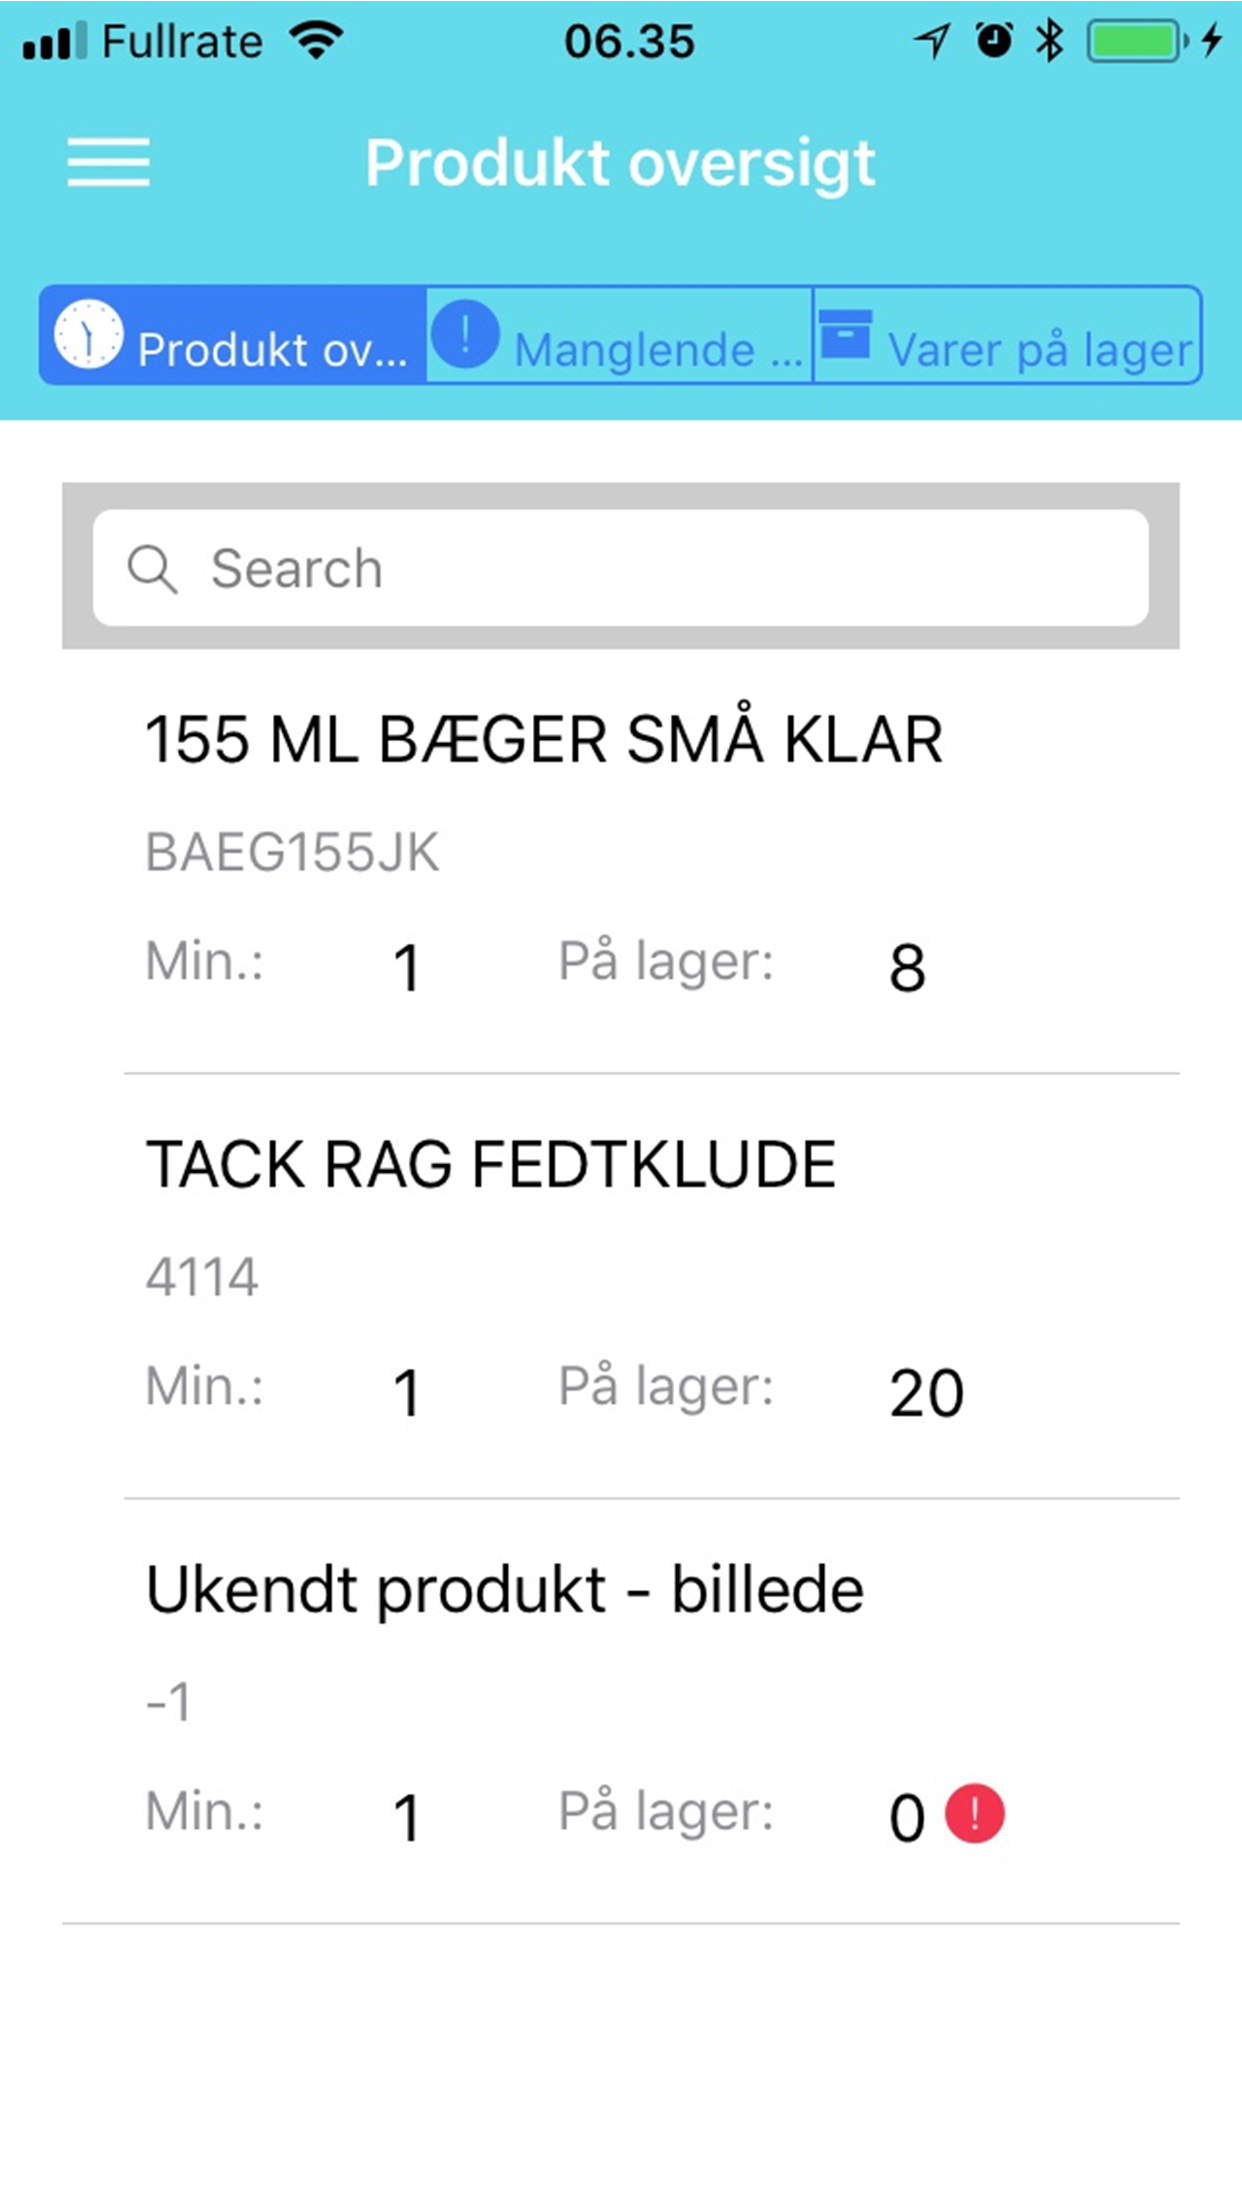 Fullrate 06.35
Produkt oversigt
Produkt ov... Manglende ... Varer på lager
Search
155 ML BÆGER SMÅ KLAR
BAEG155JK
Min.: 1 På lager: 8
TACK RAG FEDTKLUDE
4114
Min.: 1 På lager: 20
Ukendt produkt - billede
-1
Min.: 1 På lager: 0